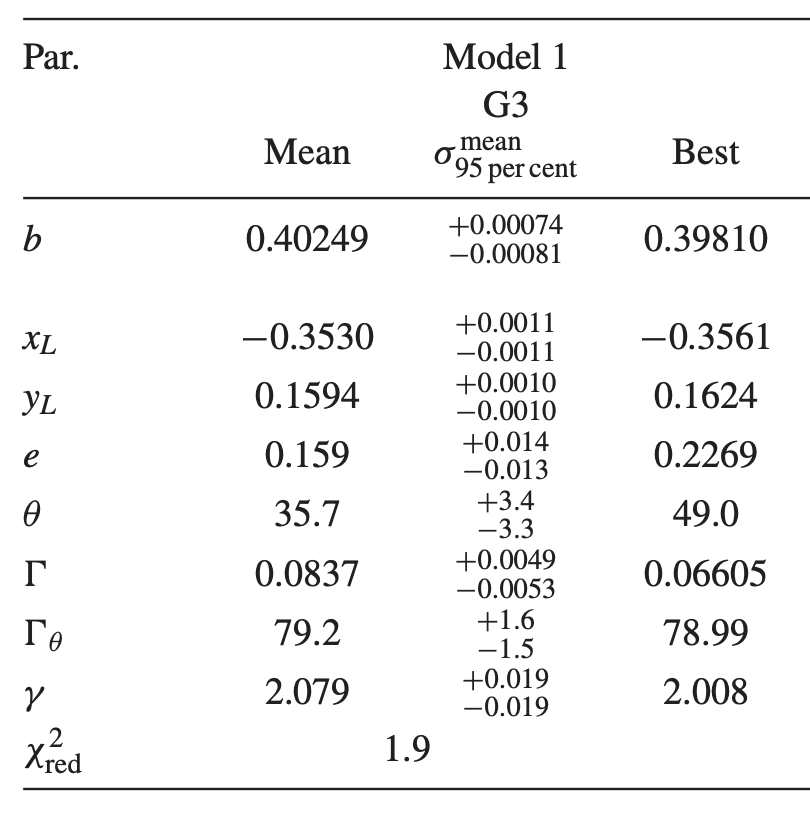 Par. Model 1
G3
Mean σ_{95 per cent}^{mean} Best
b 0.40249 +0.00074 −0.00081 0.39810
x_L −0.3530 +0.0011 −0.0011 −0.3561
y_L 0.1594 +0.0010 −0.0010 0.1624
e 0.159 +0.014 −0.013 0.2269
θ 35.7 +3.4 −3.3 49.0
Γ 0.0837 +0.0049 −0.0053 0.06605
Γ_θ 79.2 +1.6 −1.5 78.99
γ 2.079 +0.019 −0.019 2.008
χ²_red 1.9